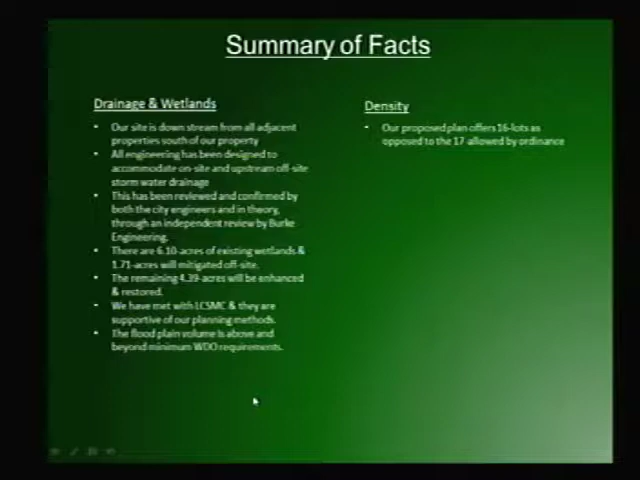 Summary of Facts
Drainage & Wetlands
• Our site is down stream from all adjacent
properties south of our property
• All engineering has been designed to
accommodate on-site and upstream off-site
storm water drainage
• This has been reviewed and confirmed by
both the city engineers and in theory,
through an independent review by Burke
Engineering.
• There are 6.10-acres of existing wetlands &
1.71-acres will mitigated off-site.
• The remaining 4.39-acres will be enhanced
& restored.
• We have met with LCSMC & they are
supportive of our planning methods.
• The flood plain volume is above and
beyond minimum WDO requirements.
Density
• Our proposed plan offers 16-lots as
opposed to the 17-allowed by ordinance